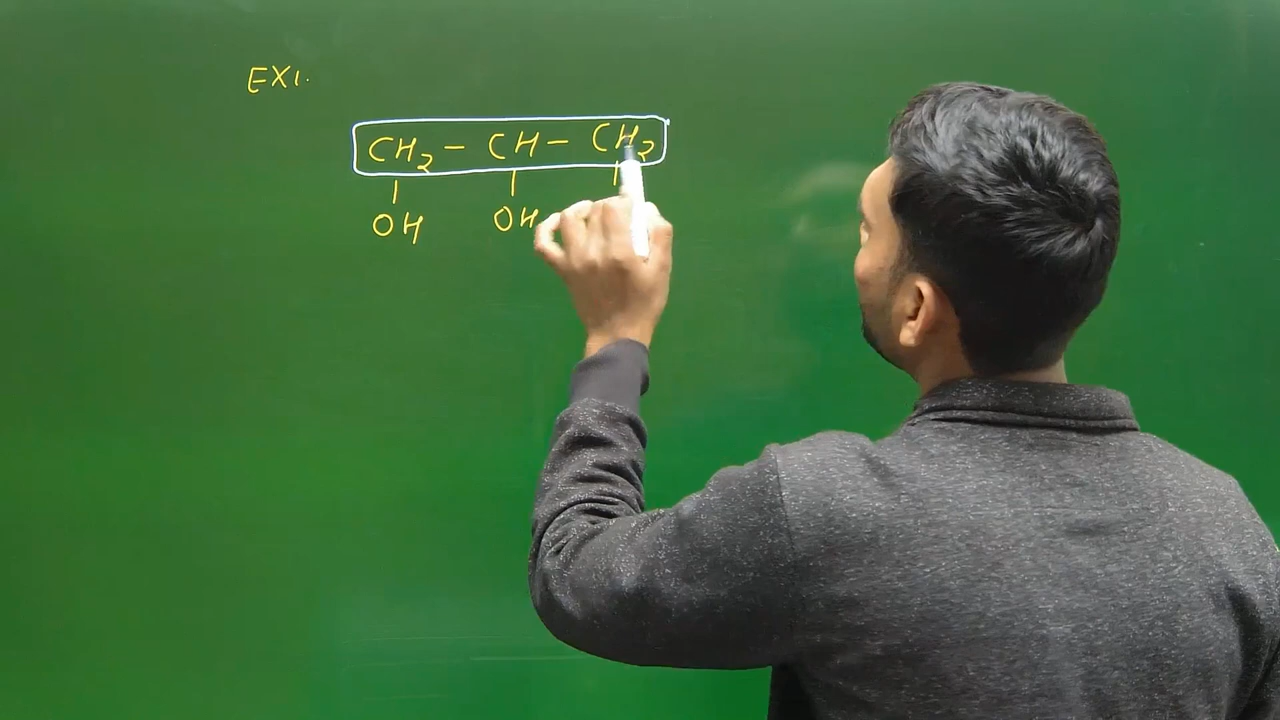 EX1.
CH₂ - CH - CH₂
OH OH